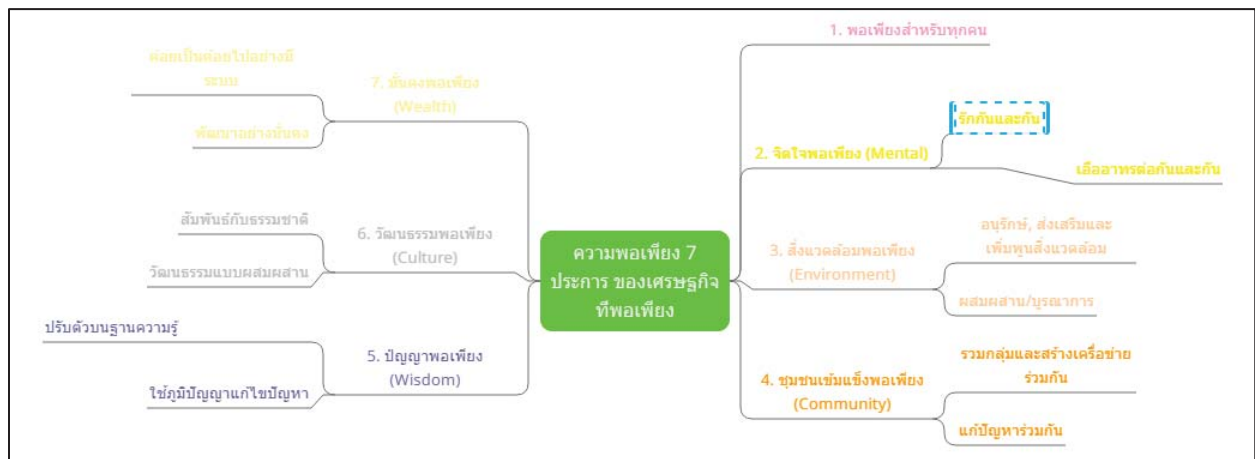 ความพอเพียง 7
ประการ ของเศรษฐกิจ
ทีพอเพียง
1. พอเพียงสำหรับทุกคน
2. จิตใจพอเพียง (Mental)
รักกันและกัน
เอื้ออาทรต่อกันและกัน
3. สิ่งแวดล้อมพอเพียง
(Environment)
อนุรักษ์, ส่งเสริมและ
เพิ่มพูนสิ่งแวดล้อม
ผสมผสาน/บูรณาการ
4. ชุมชนเข้มแข็งพอเพียง
(Community)
รวมกลุ่มและสร้างเครื่อข่าย
ร่วมกัน
แก้ปัญหาร่วมกัน
5. ปัญญาพอเพียง
(Wisdom)
ปรับตัวบนฐานความรู้
ใช้ภูมิปัญญาแก้ไขปัญหา
6. วัฒนธรรมพอเพียง
(Culture)
สัมพันธ์กับธรรมชาติ
วัฒนธรรมแบบผสมผสาน
7. มั่นคงพอเพียง
(Wealth)
ค่อยเป็นค่อยไปอย่างมี
ระบบ
พัฒนาอย่างมั่นคง